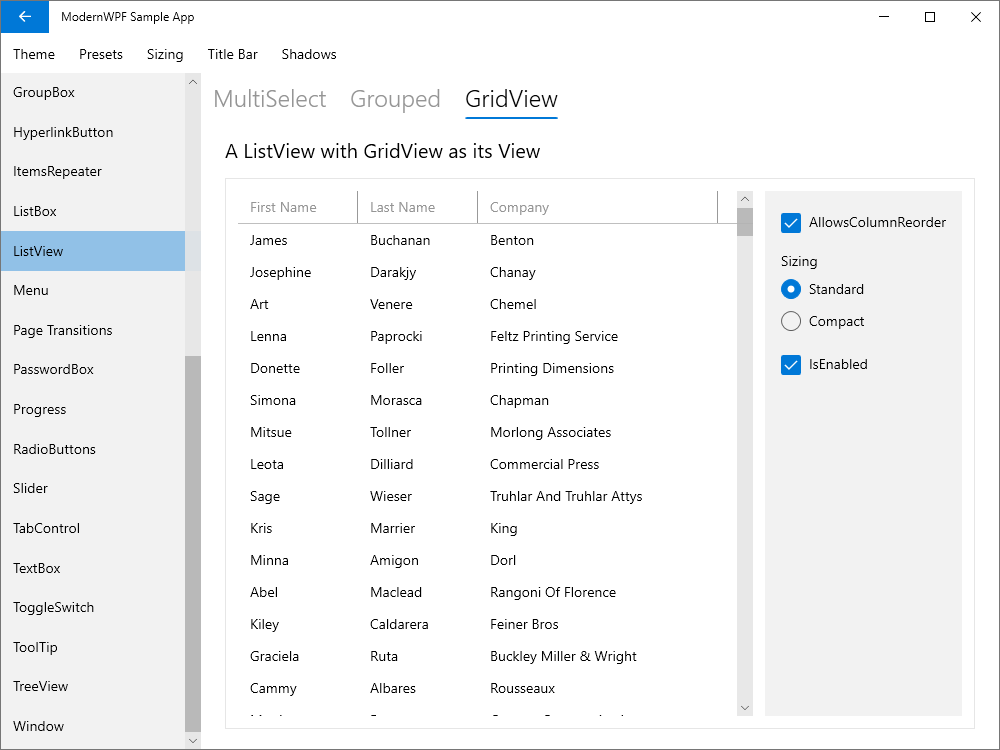 ModernWPF Sample App
Theme Presets Sizing Title Bar Shadows
GroupBox
HyperlinkButton
ItemsRepeater
ListBox
ListView
Menu
Page Transitions
PasswordBox
Progress
RadioButtons
Slider
TabControl
TextBox
ToggleSwitch
ToolTip
TreeView
Window
MultiSelect Grouped GridView
A ListView with GridView as its View
First Name Last Name Company
James Buchanan Benton
Josephine Darakjy Chanay
Art Venere Chemel
Lenna Paprocki Feltz Printing Service
Donette Foller Printing Dimensions
Simona Morasca Chapman
Mitsue Tollner Morlong Associates
Leota Dilliard Commercial Press
Sage Wieser Truhlar And Truhlar Attys
Kris Marrier King
Minna Amigon Dorl
Abel Maclead Rangoni Of Florence
Kiley Caldarera Feiner Bros
Graciela Ruta Buckley Miller & Wright
Cammy Albares Rousseaux
AllowsColumnReorder
Sizing
Standard
Compact
IsEnabled